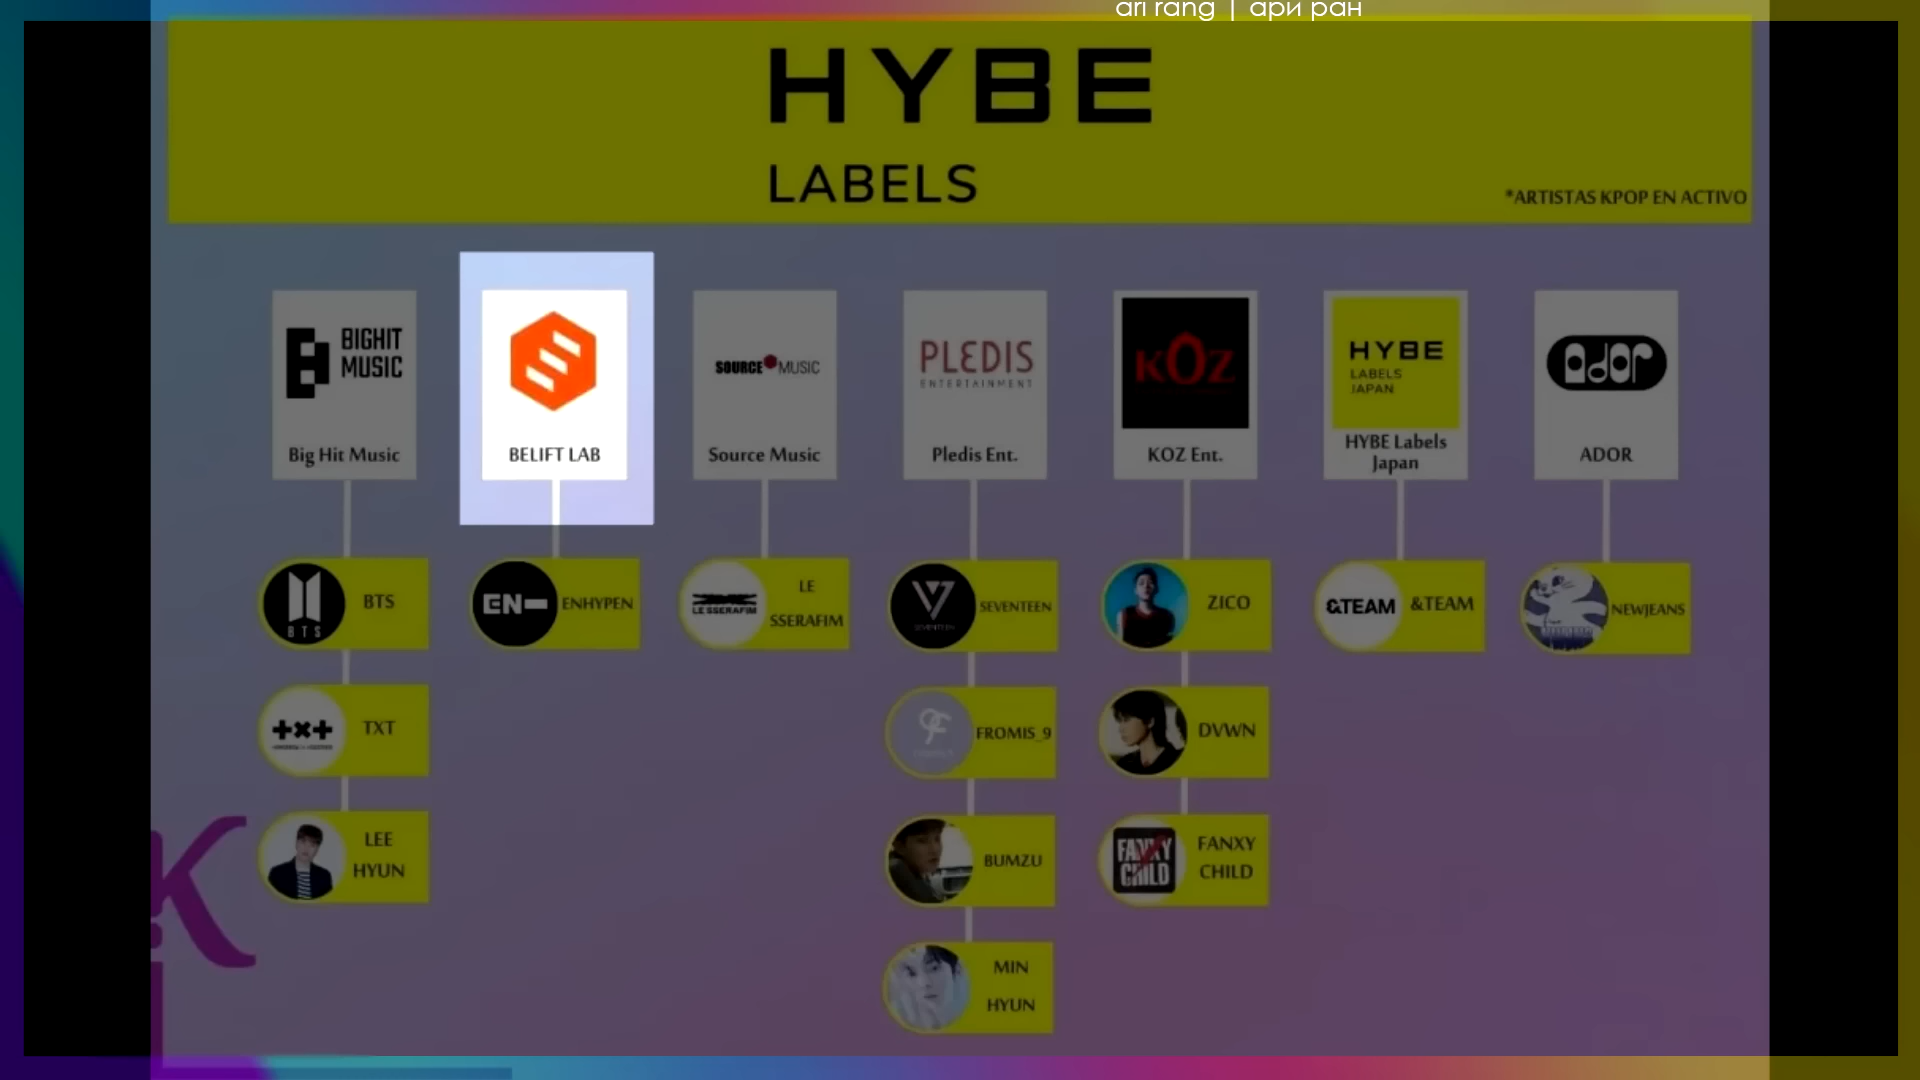 ari rang | ари ран
HYBE
LABELS
*ARTISTAS KPOP EN ACTIVO
BIGHIT
MUSIC
Big Hit Music
BELIFT LAB
SOURCE MUSIC
Source Music
PLEDIS
ENTERTAINMENT
Pledis Ent.
KOZ
KOZ Ent.
HYBE
LABELS
JAPAN
HYBE Labels
Japan
ador
ADOR
BTS
BTS
EN-
ENHYPEN
LE SSERAFIM
LE
SSERAFIM
SEVENTEEN
SEVENTEEN
ZICO
&TEAM
&TEAM
NEWJEANS
+x+
TXT
FROMIS_9
DVWN
LEE
HYUN
BUMZU
FANXY
CHILD
FANXY
CHILD
MIN
HYUN